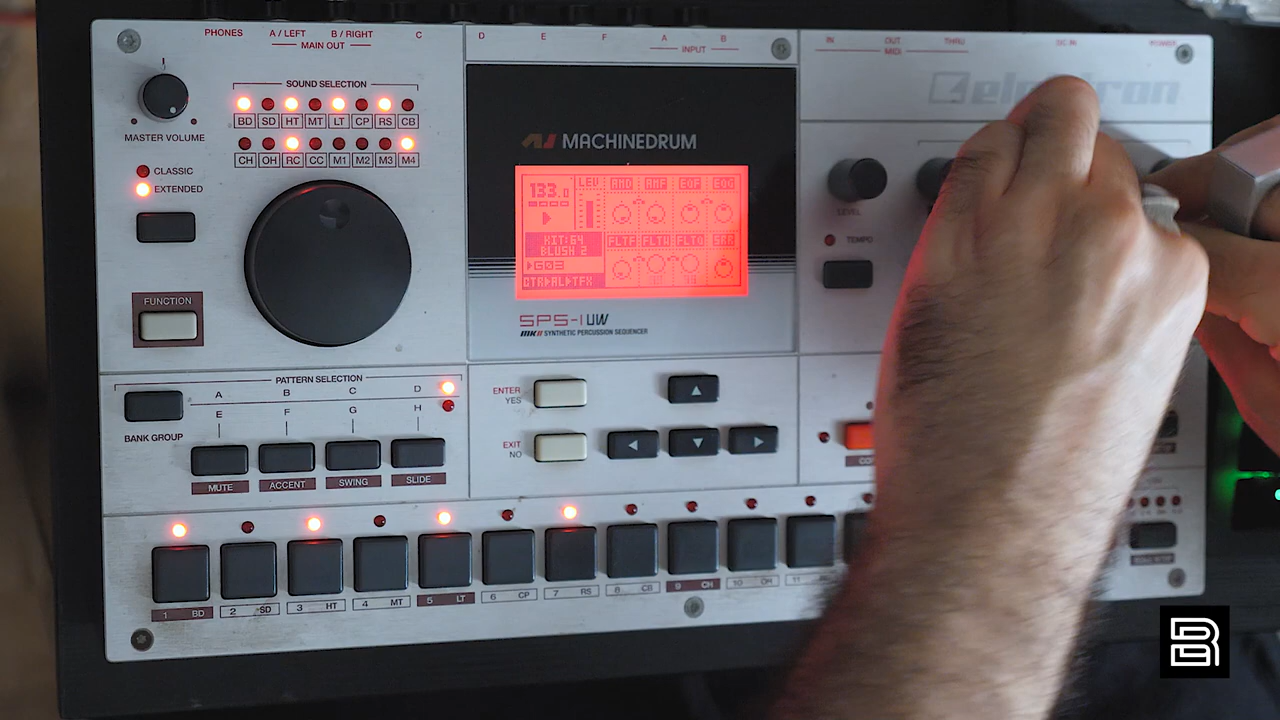 PHONES A / LEFT B / RIGHT C D E F A B IN OUT THRU
MAIN OUT INPUT MIDI
elektron
SOUND SELECTION
BD SD HT MT LT CP RS CB
CH OH RC CC M1 M2 M3 M4
MASTER VOLUME
CLASSIC
EXTENDED
FUNCTION
MACHINEDRUM
133.0 LEV AMD AMF EQF EQG
KIT:64 FLTF FLTW FLTQ SRR
BLUSH 2
G03
SPS-1UW
MKII SYNTHETIC PERCUSSION SEQUENCER
LEVEL
TEMPO
PATTERN SELECTION
A B C D
E F G H
BANK GROUP
MUTE ACCENT SWING SLIDE
ENTER
YES
EXIT
NO
1 BD 2 SD 3 HT 4 MT 5 LT 6 CP 7 RS 8 CB 9 CH 10 OH 11
B